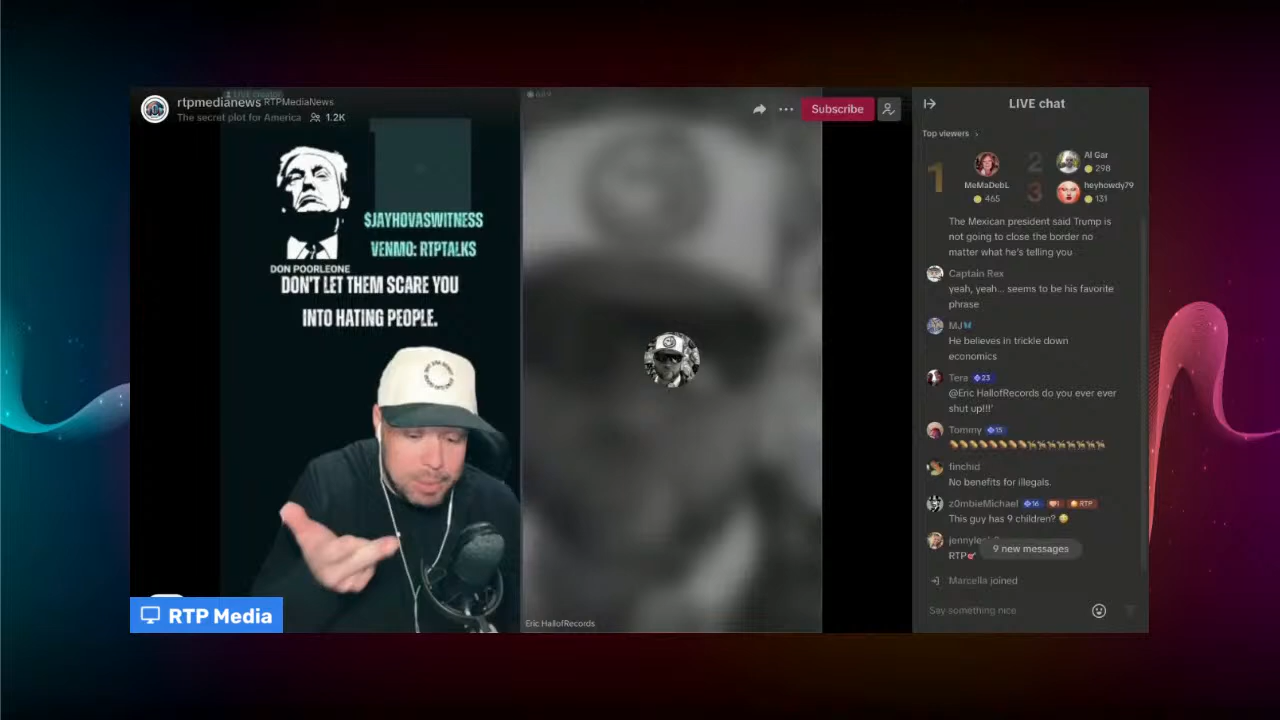 rtpmedianews RTPMediaNews
The secret plot for America 1.2K
Subscribe
$JAYHOVASWITNESS
VENMO: RTPTALKS
DON POORLEONE
DON'T LET THEM SCARE YOU
INTO HATING PEOPLE.
RTP Media
Eric HallofRecords
LIVE chat
Top viewers ›
1
MeMaDebL
465
2
Al Gar
298
3
heyhowdy79
131
The Mexican president said Trump is
not going to close the border no
matter what he's telling you
Captain Rex
yeah, yeah... seems to be his favorite
phrase
MJ
He believes in trickle down
economics
Tera 23
@Eric HallofRecords do you ever ever
shut up!!!'
Tommy 15
finchid
No benefits for illegals.
z0mbieMichael 16 RTP
This guy has 9 children?
RTP
9 new messages
Marcella joined
Say something nice